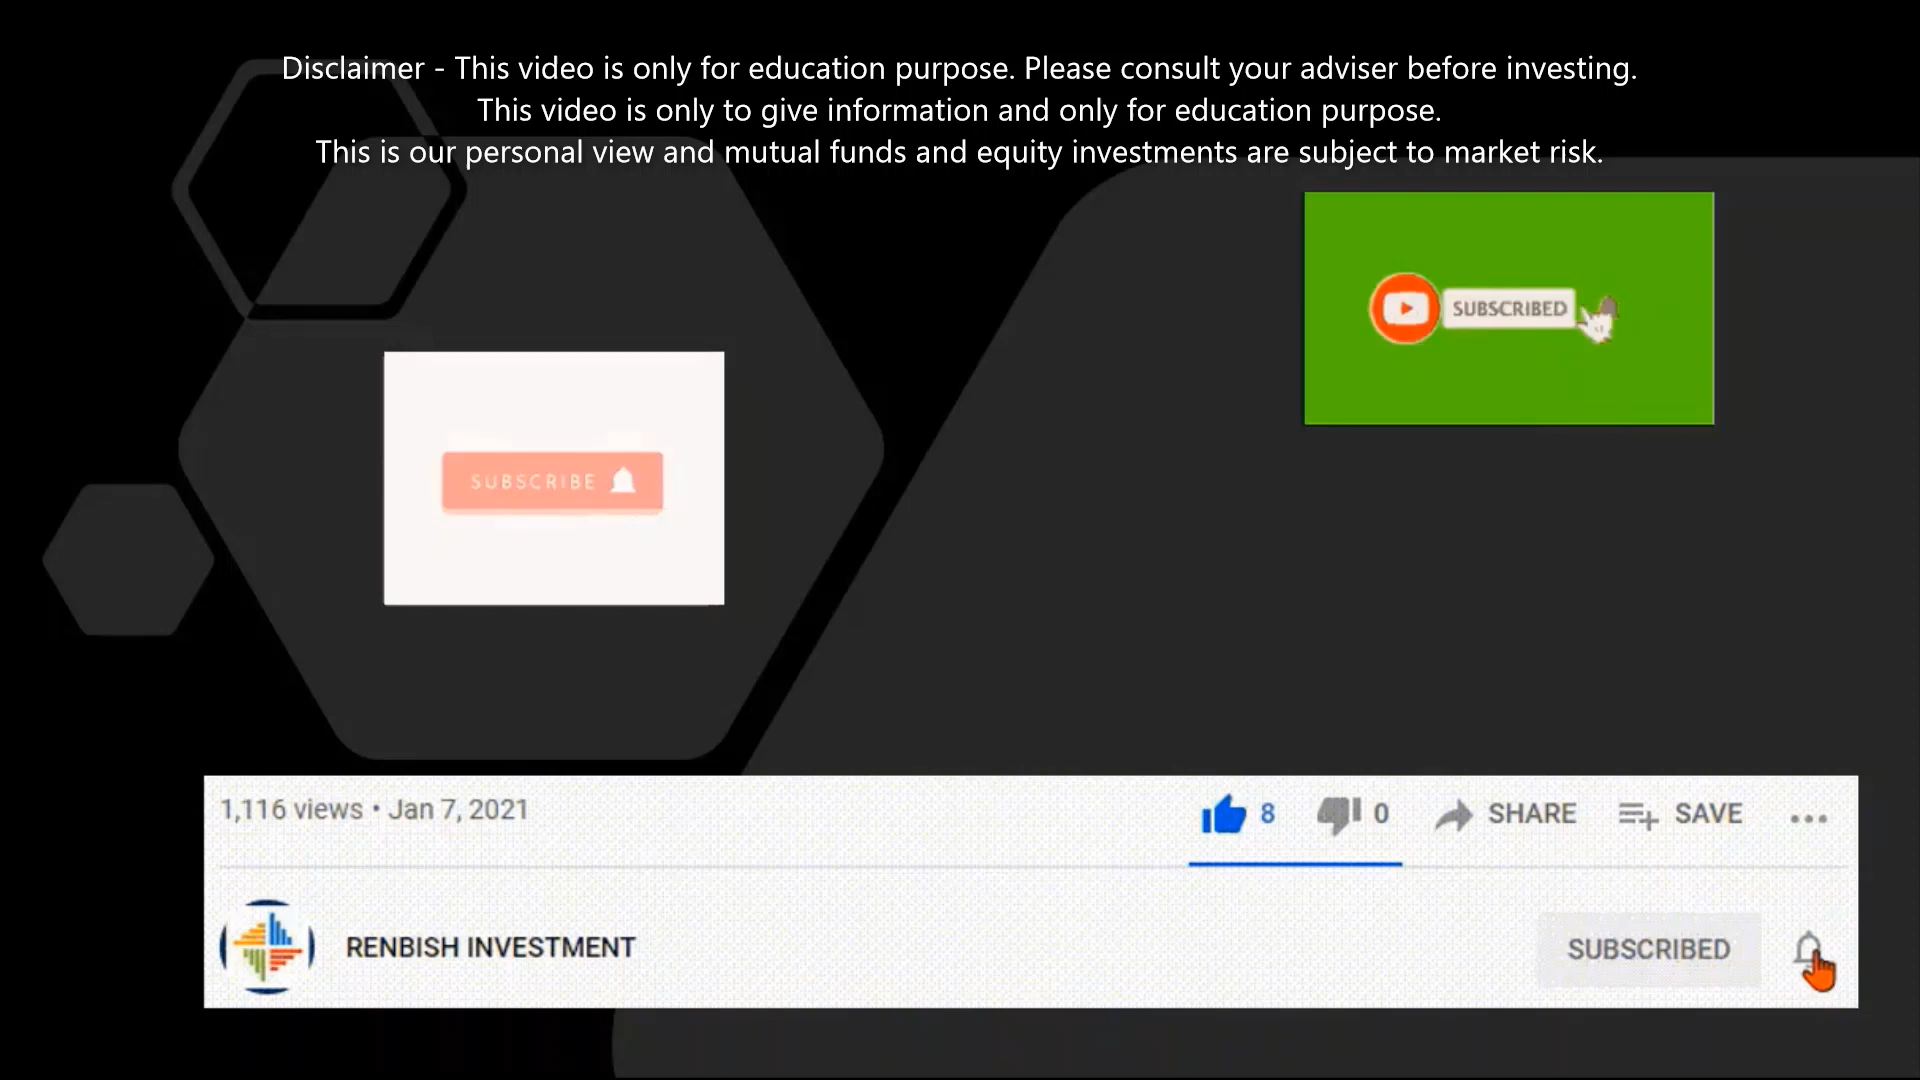 Disclaimer - This video is only for education purpose. Please consult your adviser before investing.
This video is only to give information and only for education purpose.
This is our personal view and mutual funds and equity investments are subject to market risk.
SUBSCRIBED
SUBSCRIBE
1,116 views • Jan 7, 2021
8 0 SHARE SAVE
RENBISH INVESTMENT
SUBSCRIBED